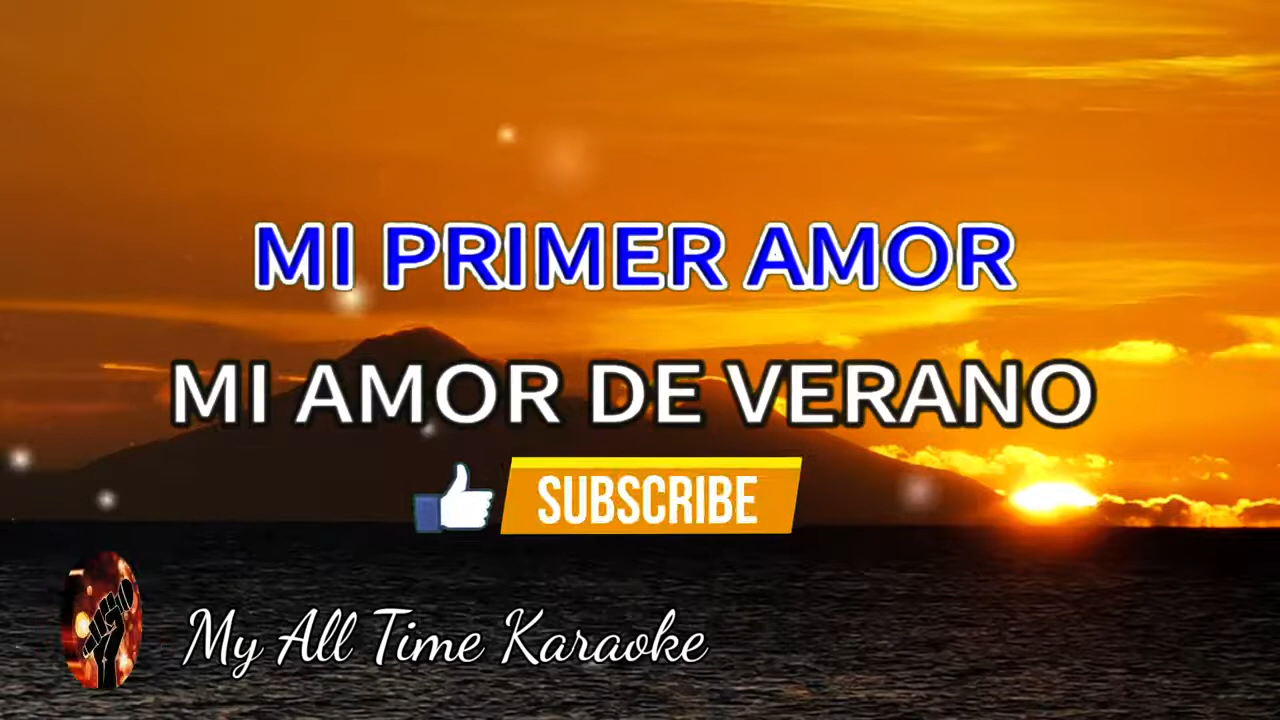 MI PRIMER AMOR
MI AMOR DE VERANO
SUBSCRIBE
My All Time Karaoke